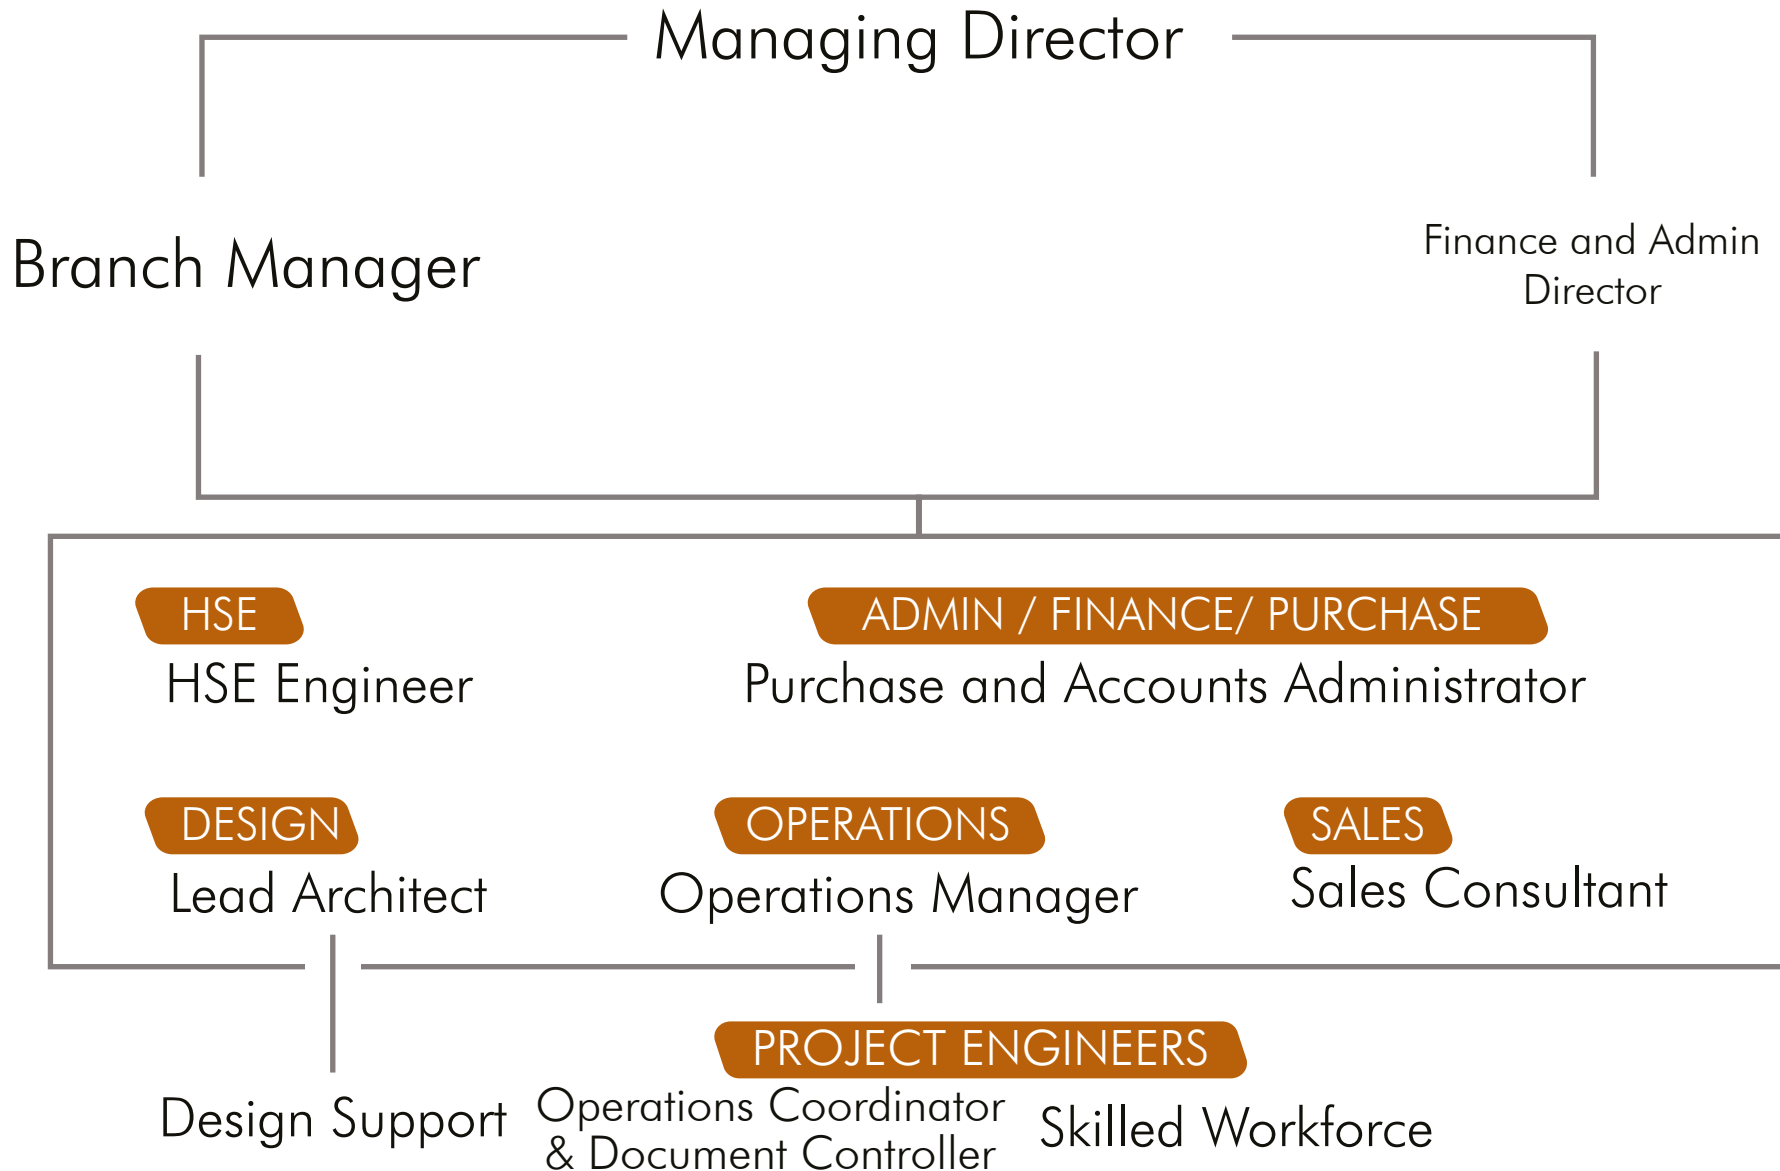 Managing Director
Branch Manager
Finance and Admin
Director
HSE
HSE Engineer
ADMIN / FINANCE/ PURCHASE
Purchase and Accounts Administrator
DESIGN
Lead Architect
OPERATIONS
Operations Manager
SALES
Sales Consultant
Design Support
PROJECT ENGINEERS
Operations Coordinator
& Document Controller
Skilled Workforce